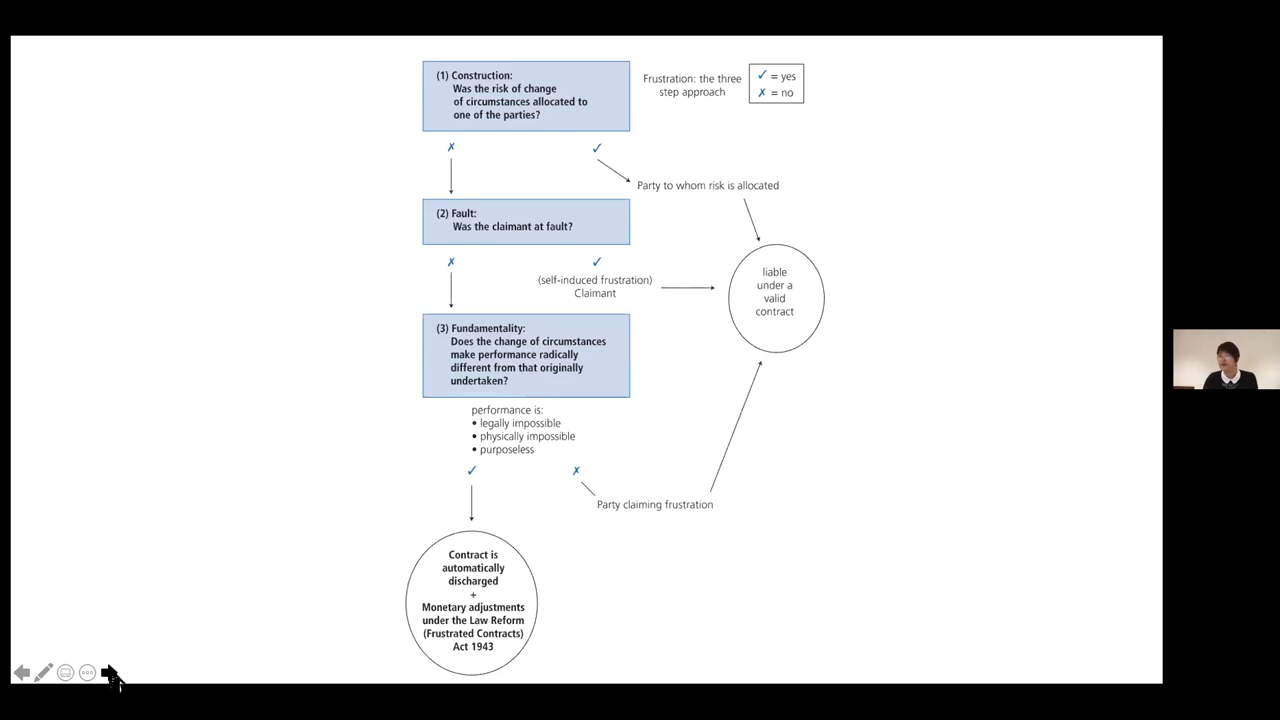 (1) Construction:
Was the risk of change
of circumstances allocated to
one of the parties?
Frustration: the three
step approach
✓ = yes
✗ = no
✗
✓
Party to whom risk is allocated
(2) Fault:
Was the claimant at fault?
✗
✓
(self-induced frustration)
Claimant
liable
under a
valid
contract
(3) Fundamentality:
Does the change of circumstances
make performance radically
different from that originally
undertaken?
performance is:
• legally impossible
• physically impossible
• purposeless
✓
✗
Party claiming frustration
Contract is
automatically
discharged
+
Monetary adjustments
under the Law Reform
(Frustrated Contracts)
Act 1943